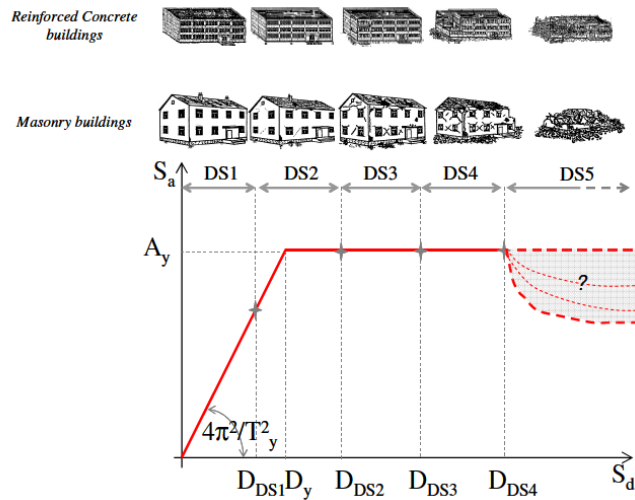 Reinforced Concrete
buildings
Masonry buildings
Sa
DS1
DS2
DS3
DS4
DS5
Ay
?
4π²/T²y
DDS1
Dy
DDS2
DDS3
DDS4
Sd